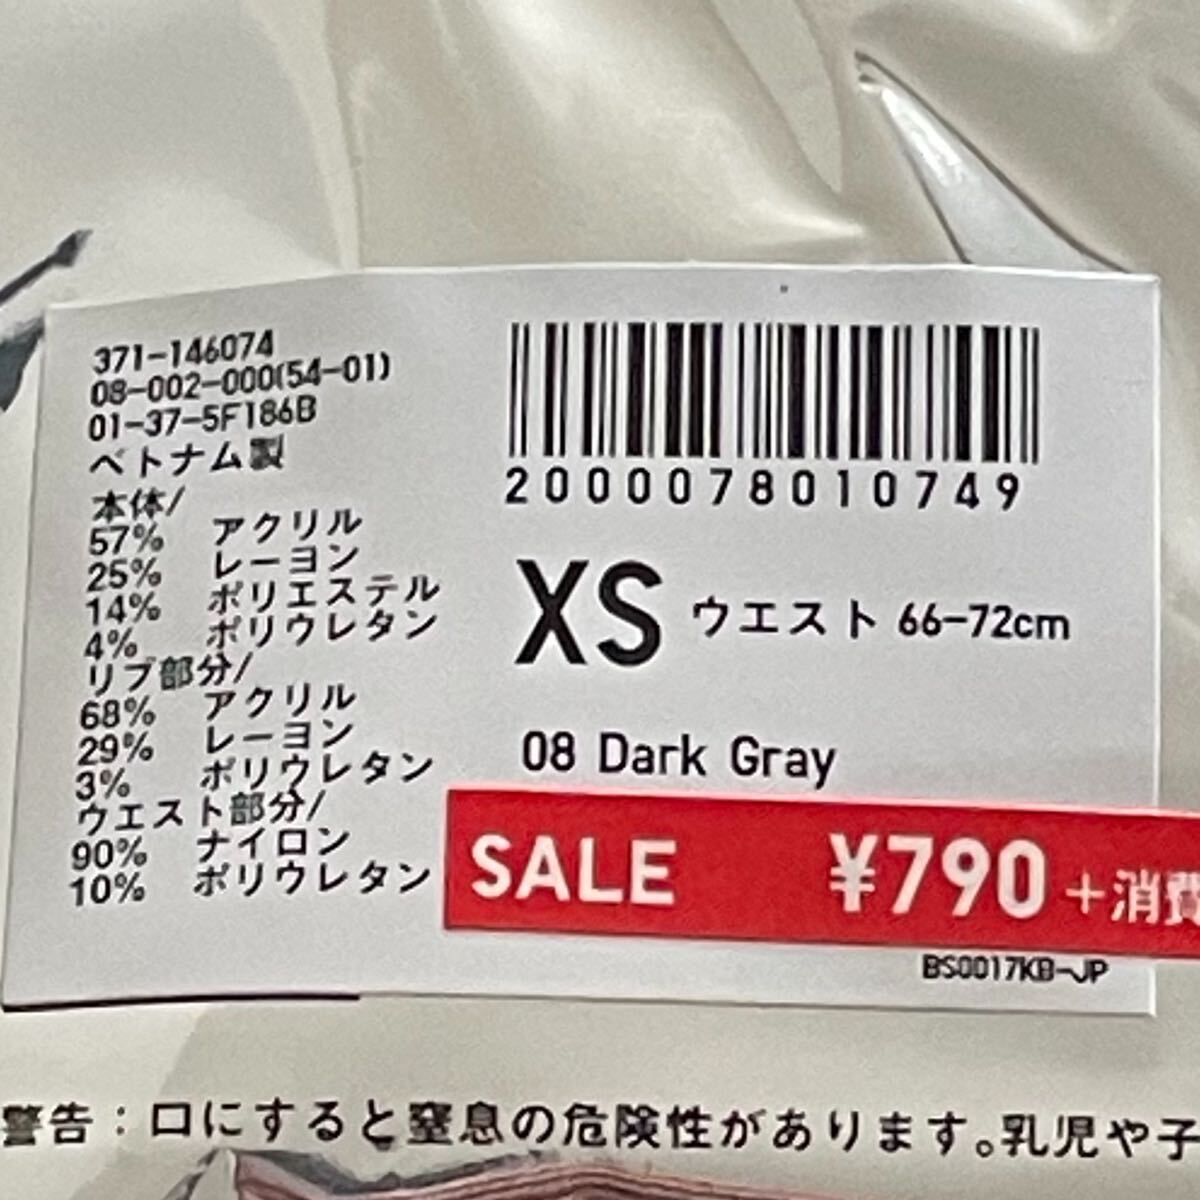 371-146074
08-002-000(54-01)
01-37-5F186B
ベトナム製
本体/
57% アクリル
25% レーヨン
14% ポリエステル
4% ポリウレタン
リブ部分/
68% アクリル
29% レーヨン
3% ポリウレタン
ウエスト部分/
90% ナイロン
10% ポリウレタン
2000078010749
XS ウエスト 66-72cm
08 Dark Gray
SALE ¥790+消費
BS0017KB-JP
警告：口にすると窒息の危険性があります。乳児や子